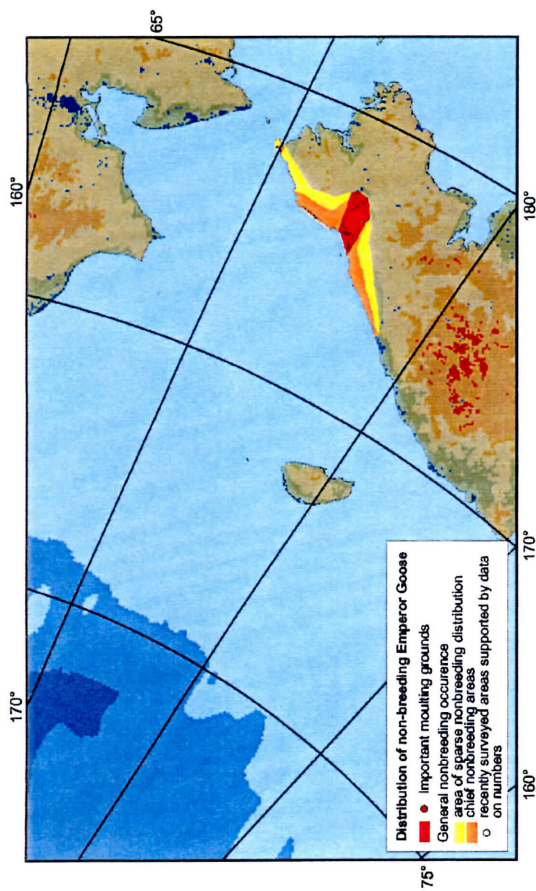 160°
65°
180°
170°
170°
160°
75°
Distribution of non-breeding Emperor Goose
Important moulting grounds
General nonbreeding occurence
area of sparse nonbreeding distribution
chief nonbreeding areas
recently surveyed areas supported by data
on numbers